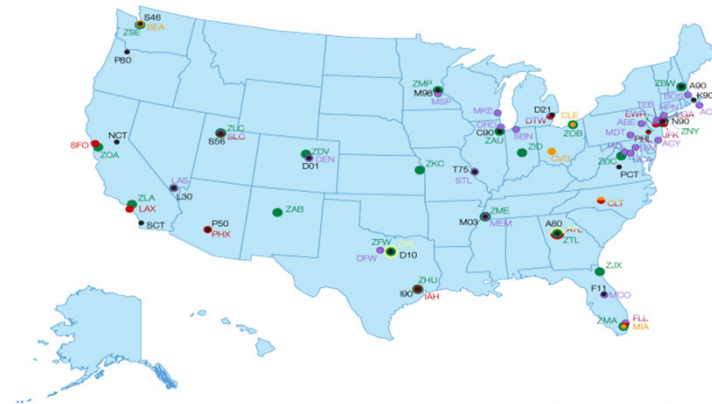 S46
SEA
ZSE
P80
ZMP
M98
MSP
ZBW
A90
BOS
K90
MKE
D21
DTW
CLE
TEB
HPN
EWR
LGA
ABE
N90
ZLC
SLC
S56
ORD
C90
ZAU
SBN
ZOB
MDT
PHL
JFK
ZNY
ACY
NCT
SFO
ZOA
ZDV
DEN
D01
ZID
CVG
ZDC
PCT
LAS
L30
ZKC
T75
STL
ZLA
LAX
SCT
P50
PHX
ZAB
ZME
M03
MEM
CLT
A80
ATL
ZTL
ZFW
DFW
D10
ZHU
I90
IAH
ZJX
F11
MCO
ZMA
FLL
MIA